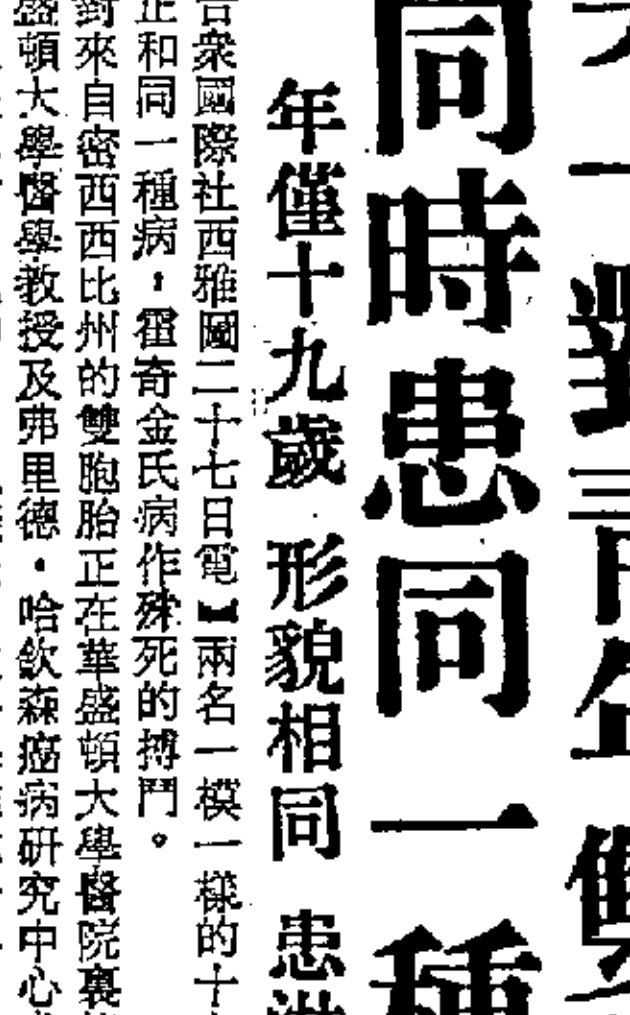 一對三
同時患同一種
年僅十九歲 形貌相同 患
合衆國際社西雅圖二十七日電】兩名一模一樣的十
正和同一種病，霍奇金氏病作殊死的搏鬥。
對來自密西西比州的雙胞胎正在華盛頓大學醫院裏
盛頓大學醫學教授及弗里德・哈欽森癌病研究中心